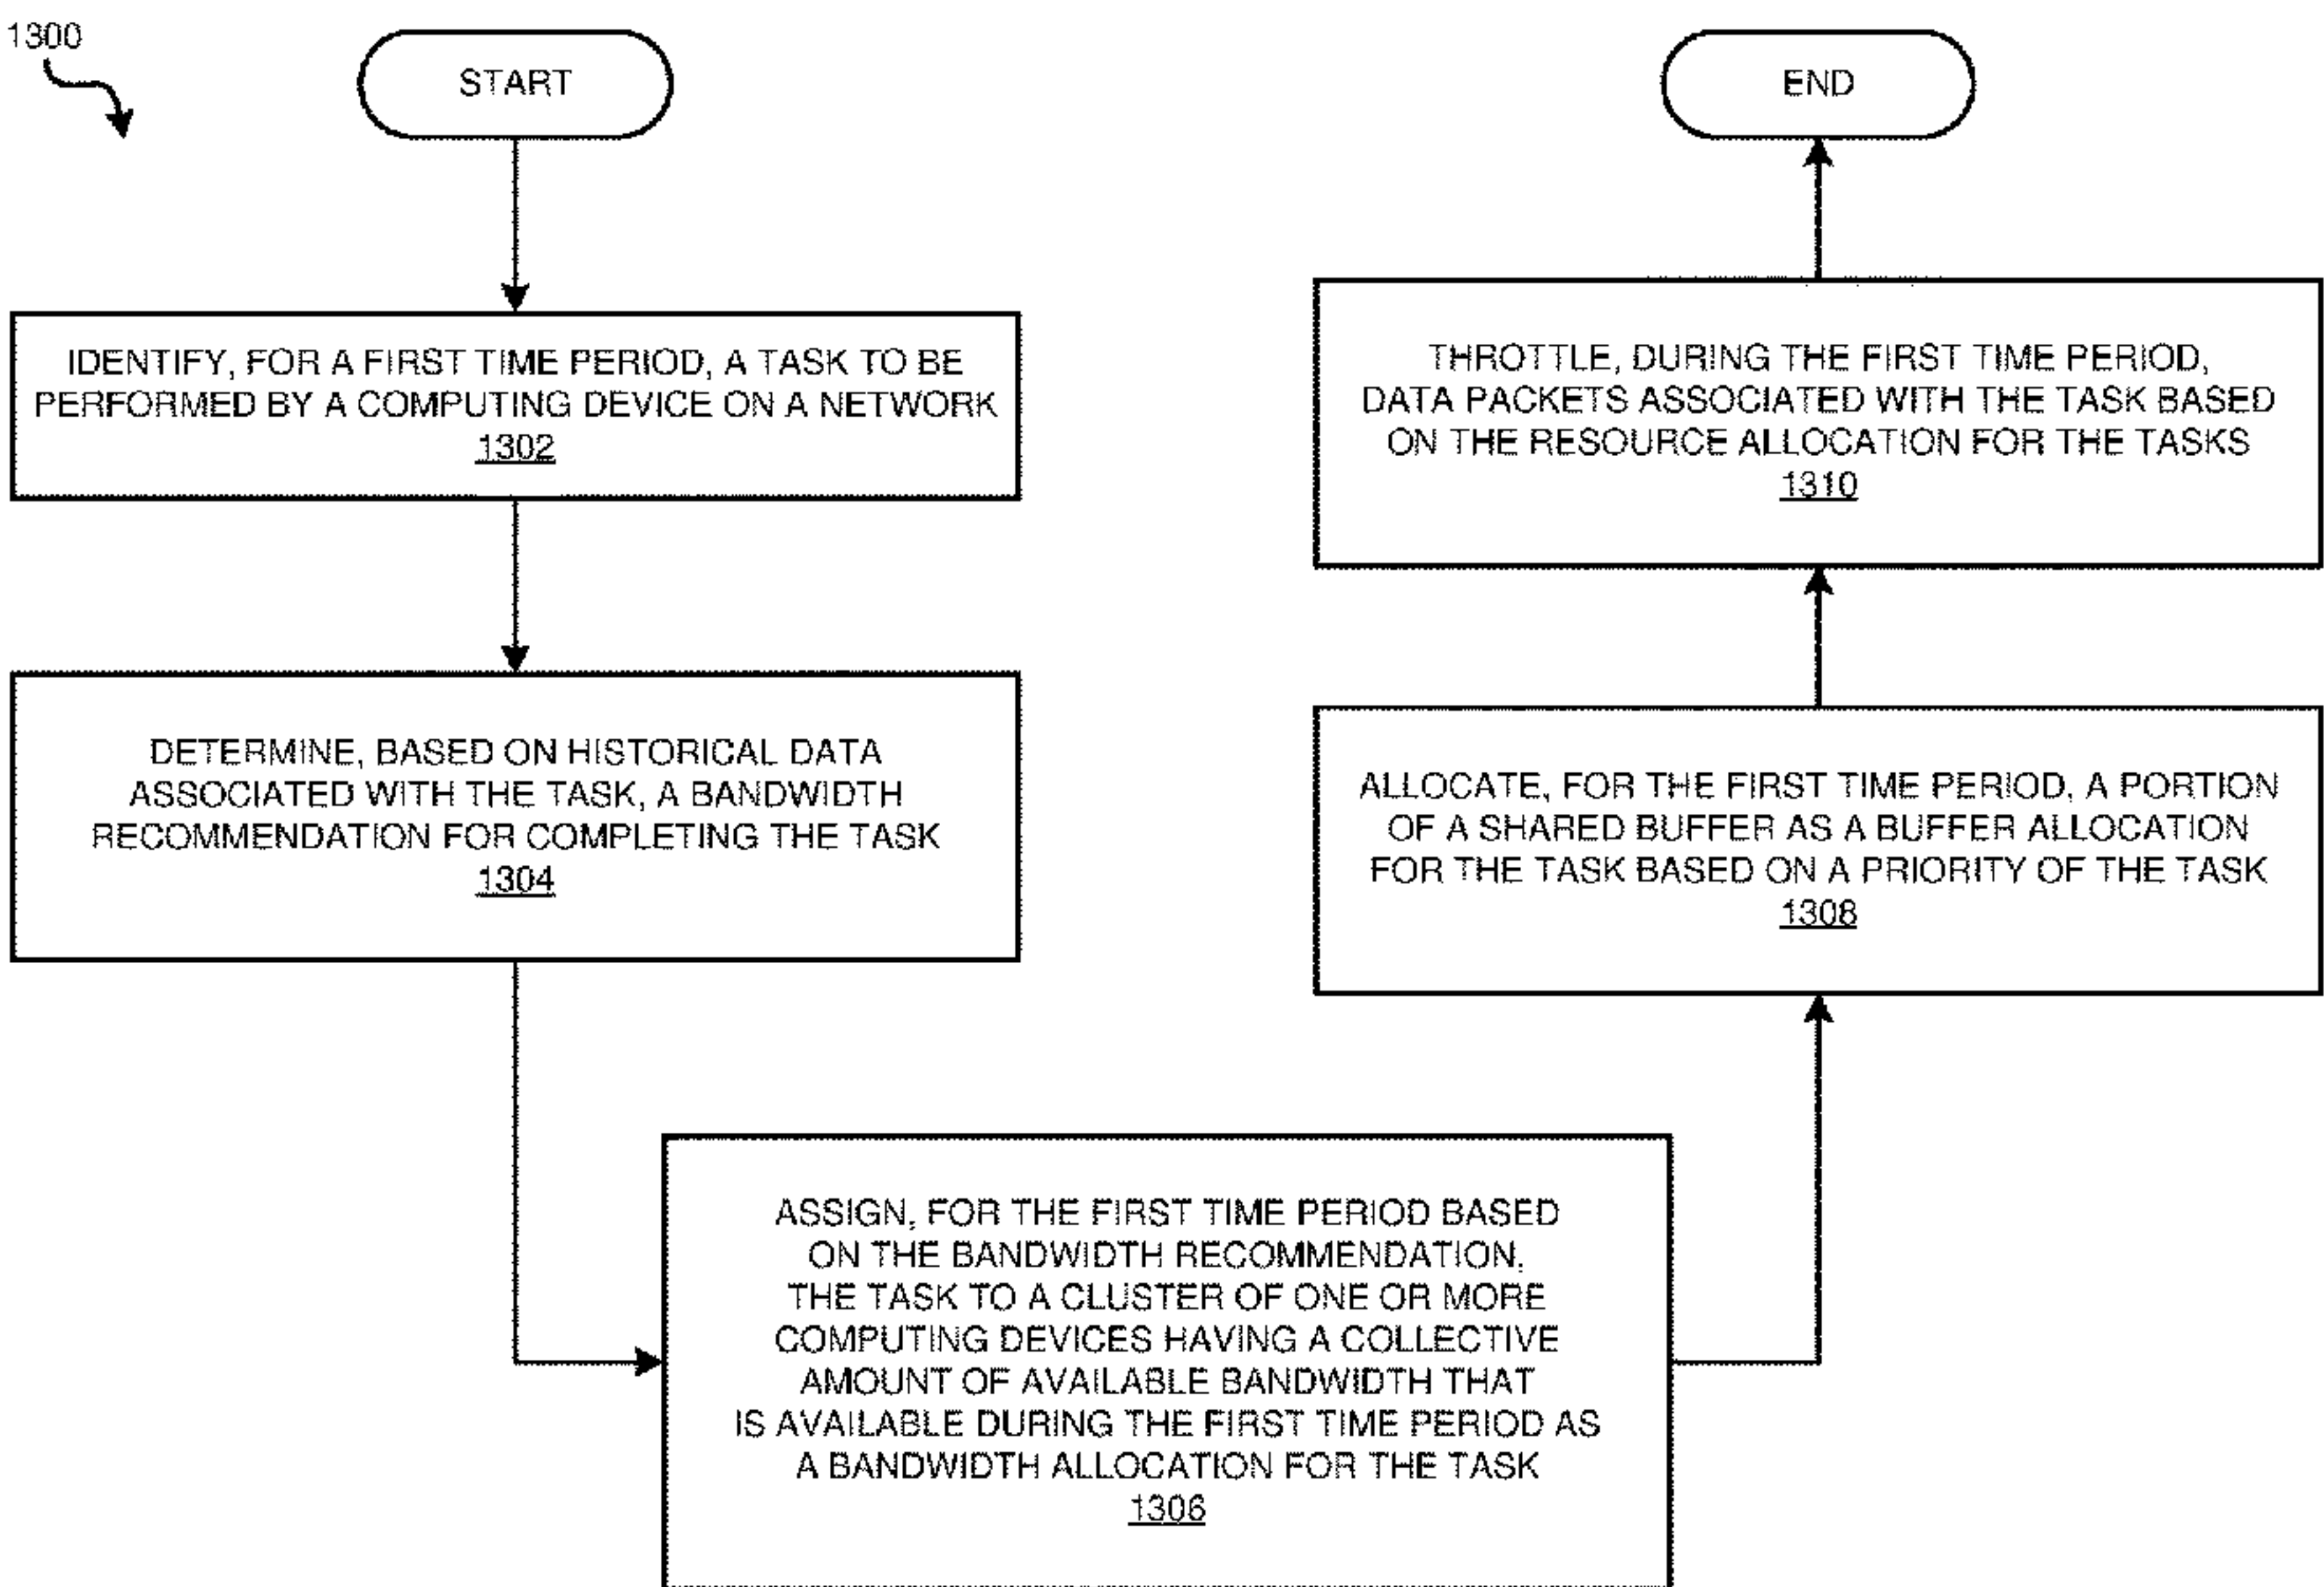 1300
START
IDENTIFY, FOR A FIRST TIME PERIOD, A TASK TO BE
PERFORMED BY A COMPUTING DEVICE ON A NETWORK
1302
DETERMINE, BASED ON HISTORICAL DATA
ASSOCIATED WITH THE TASK, A BANDWIDTH
RECOMMENDATION FOR COMPLETING THE TASK
1304
ASSIGN, FOR THE FIRST TIME PERIOD BASED
ON THE BANDWIDTH RECOMMENDATION,
THE TASK TO A CLUSTER OF ONE OR MORE
COMPUTING DEVICES HAVING A COLLECTIVE
AMOUNT OF AVAILABLE BANDWIDTH THAT
IS AVAILABLE DURING THE FIRST TIME PERIOD AS
A BANDWIDTH ALLOCATION FOR THE TASK
1306
ALLOCATE, FOR THE FIRST TIME PERIOD, A PORTION
OF A SHARED BUFFER AS A BUFFER ALLOCATION
FOR THE TASK BASED ON A PRIORITY OF THE TASK
1308
THROTTLE, DURING THE FIRST TIME PERIOD,
DATA PACKETS ASSOCIATED WITH THE TASK BASED
ON THE RESOURCE ALLOCATION FOR THE TASKS
1310
END